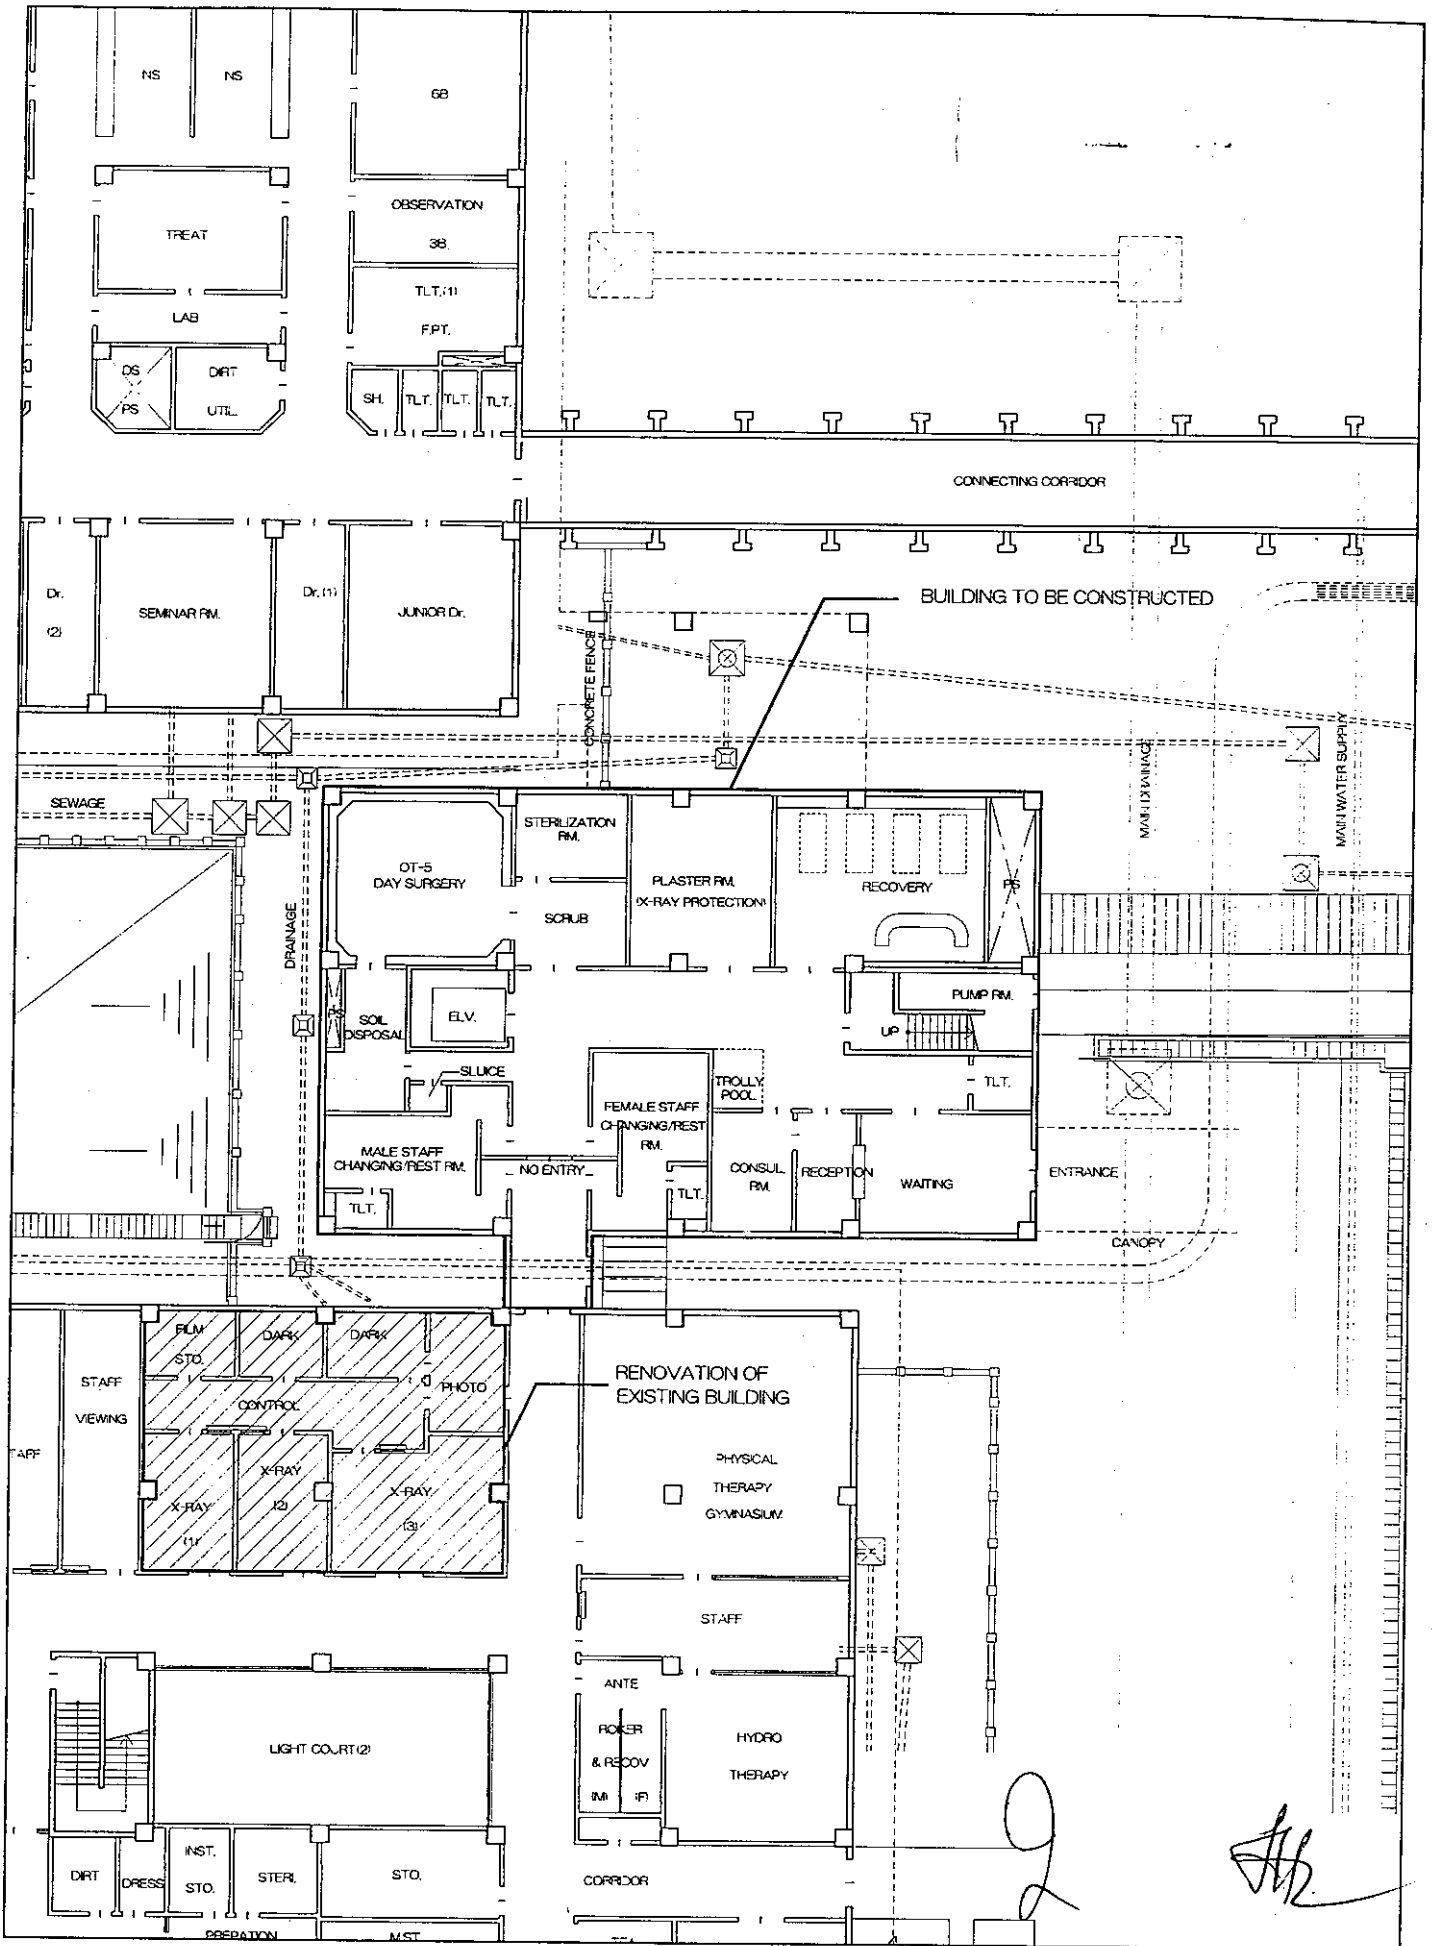 NS
NS
6B
OBSERVATION
3B.
TREAT
TLT.(1)
F.PT.
LAB
DS
PS
DIRT
UTIL.
SH.
TLT.
TLT.
TLT.
CONNECTING CORRIDOR
Dr.
(2)
SEMINAR RM.
Dr.(1)
JUNIOR Dr.
BUILDING TO BE CONSTRUCTED
CONCRETE FENCE
MAIN DRAINAGE
MAIN WATER SUPPLY
SEWAGE
DRAINAGE
OT-5
DAY SURGERY
STERILIZATION
RM.
SCRUB
PLASTER RM.
(X-RAY PROTECTION)
RECOVERY
PS
PS
SOIL
DISPOSAL
ELV.
PUMP RM.
UP
SLUICE
TROLLY
POOL
TLT.
FEMALE STAFF
CHANGING/REST
RM.
MALE STAFF
CHANGING/REST RM.
NO ENTRY
CONSUL.
RM.
RECEPTION
WAITING
ENTRANCE
TLT.
TLT.
CANOPY
FILM
STO.
DARK
DARK
PHOTO
STAFF
VIEWING
CONTROL
RENOVATION OF
EXISTING BUILDING
TAFF
X-RAY
(1)
X-RAY
(2)
X-RAY
(3)
PHYSICAL
THERAPY
GYMNASIUM
STAFF
ANTE
ROKER
& RECOV
(M)
(F)
HYDRO
THERAPY
LIGHT COURT(2)
DIRT
DRESS
INST.
STO.
STERI.
STO.
CORRIDOR
PREPATION
M.ST.